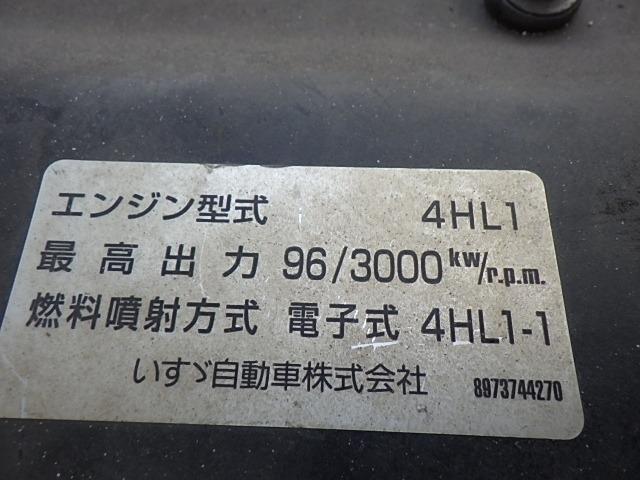 エンジン型式 4HL1
最高出力 96/3000 kw/r.p.m.
燃料噴射方式 電子式 4HL1-1
いすゞ自動車株式会社 8973744270